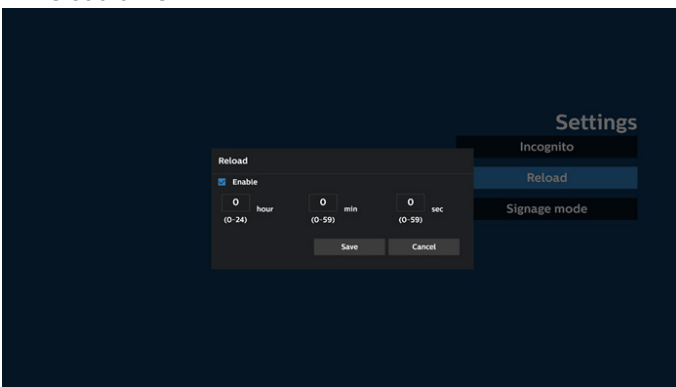 Settings
Incognito
Reload
Signage mode
Reload
Enable
0 hour 0 min 0 sec
(0-24) (0-59) (0-59)
Save Cancel